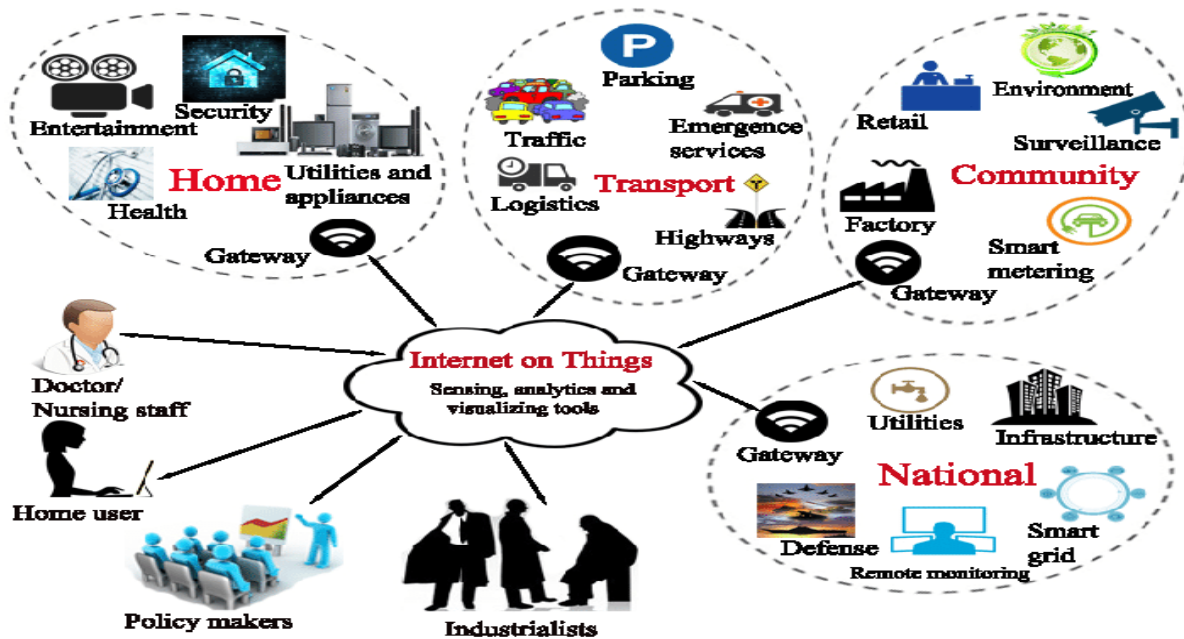 Entertainment
Security
Health
Home
Utilities and
appliances
Gateway
P
Parking
Traffic
Emergence
services
Logistics
Transport
Highways
Gateway
Retail
Environment
Surveillance
Community
Factory
Smart
metering
Gateway
Doctor/
Nursing staff
Home user
Policy makers
Industrialists
Internet on Things
Sensing, analytics and
visualizing tools
Gateway
Utilities
Infrastructure
National
Defense
Remote monitoring
Smart
grid